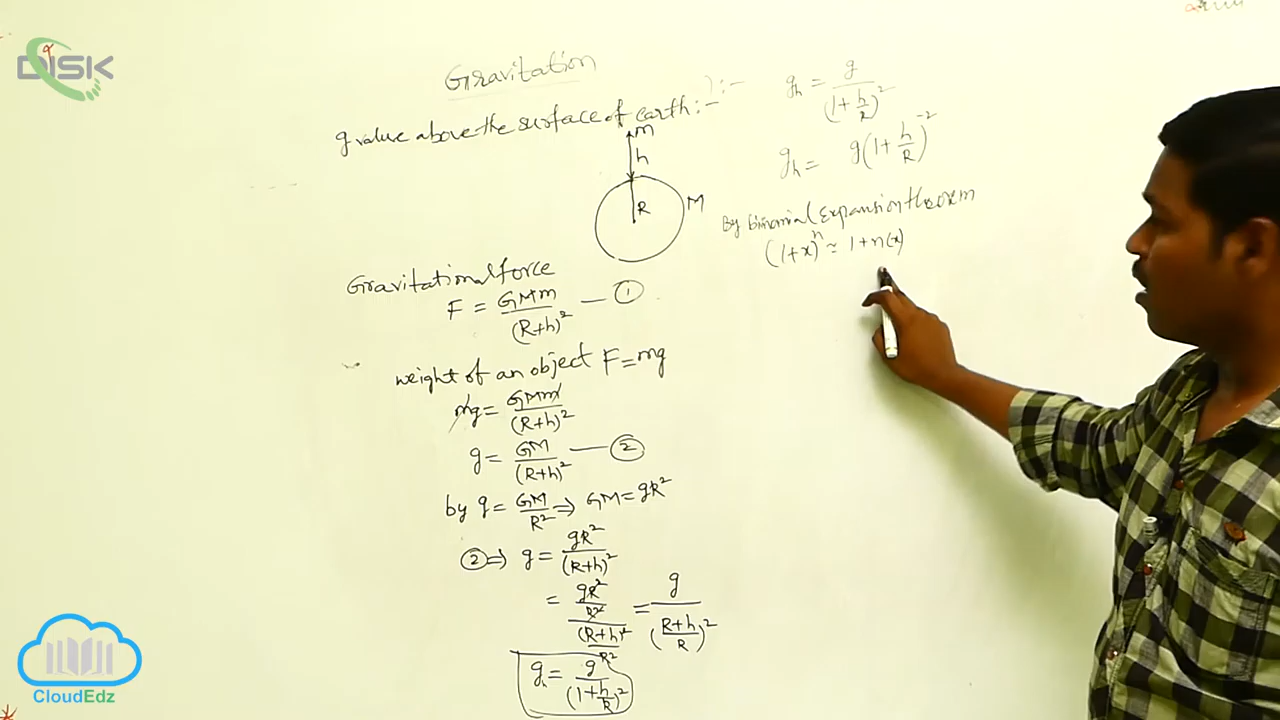 DISK
Gravitation
g value above the surface of earth :-
m
h
R
M
Gravitational force
F = GMm/(R+h)² — ①
weight of an object F=mg
mg = GMm/(R+h)²
g = GM/(R+h)² — ②
by g = GM/R² ⇒ GM = gR²
② ⇒ g = gR²/(R+h)²
= (gR²/R²)/((R+h)²/R²) = g/((R+h)/R)²
gₕ = g/(1+h/R)²
gₕ = g/(1+h/R)²
gₕ = g(1+h/R)⁻²
By binomial Expansion theorem
(1+x)ⁿ ≃ 1+n(x)
CloudEdz